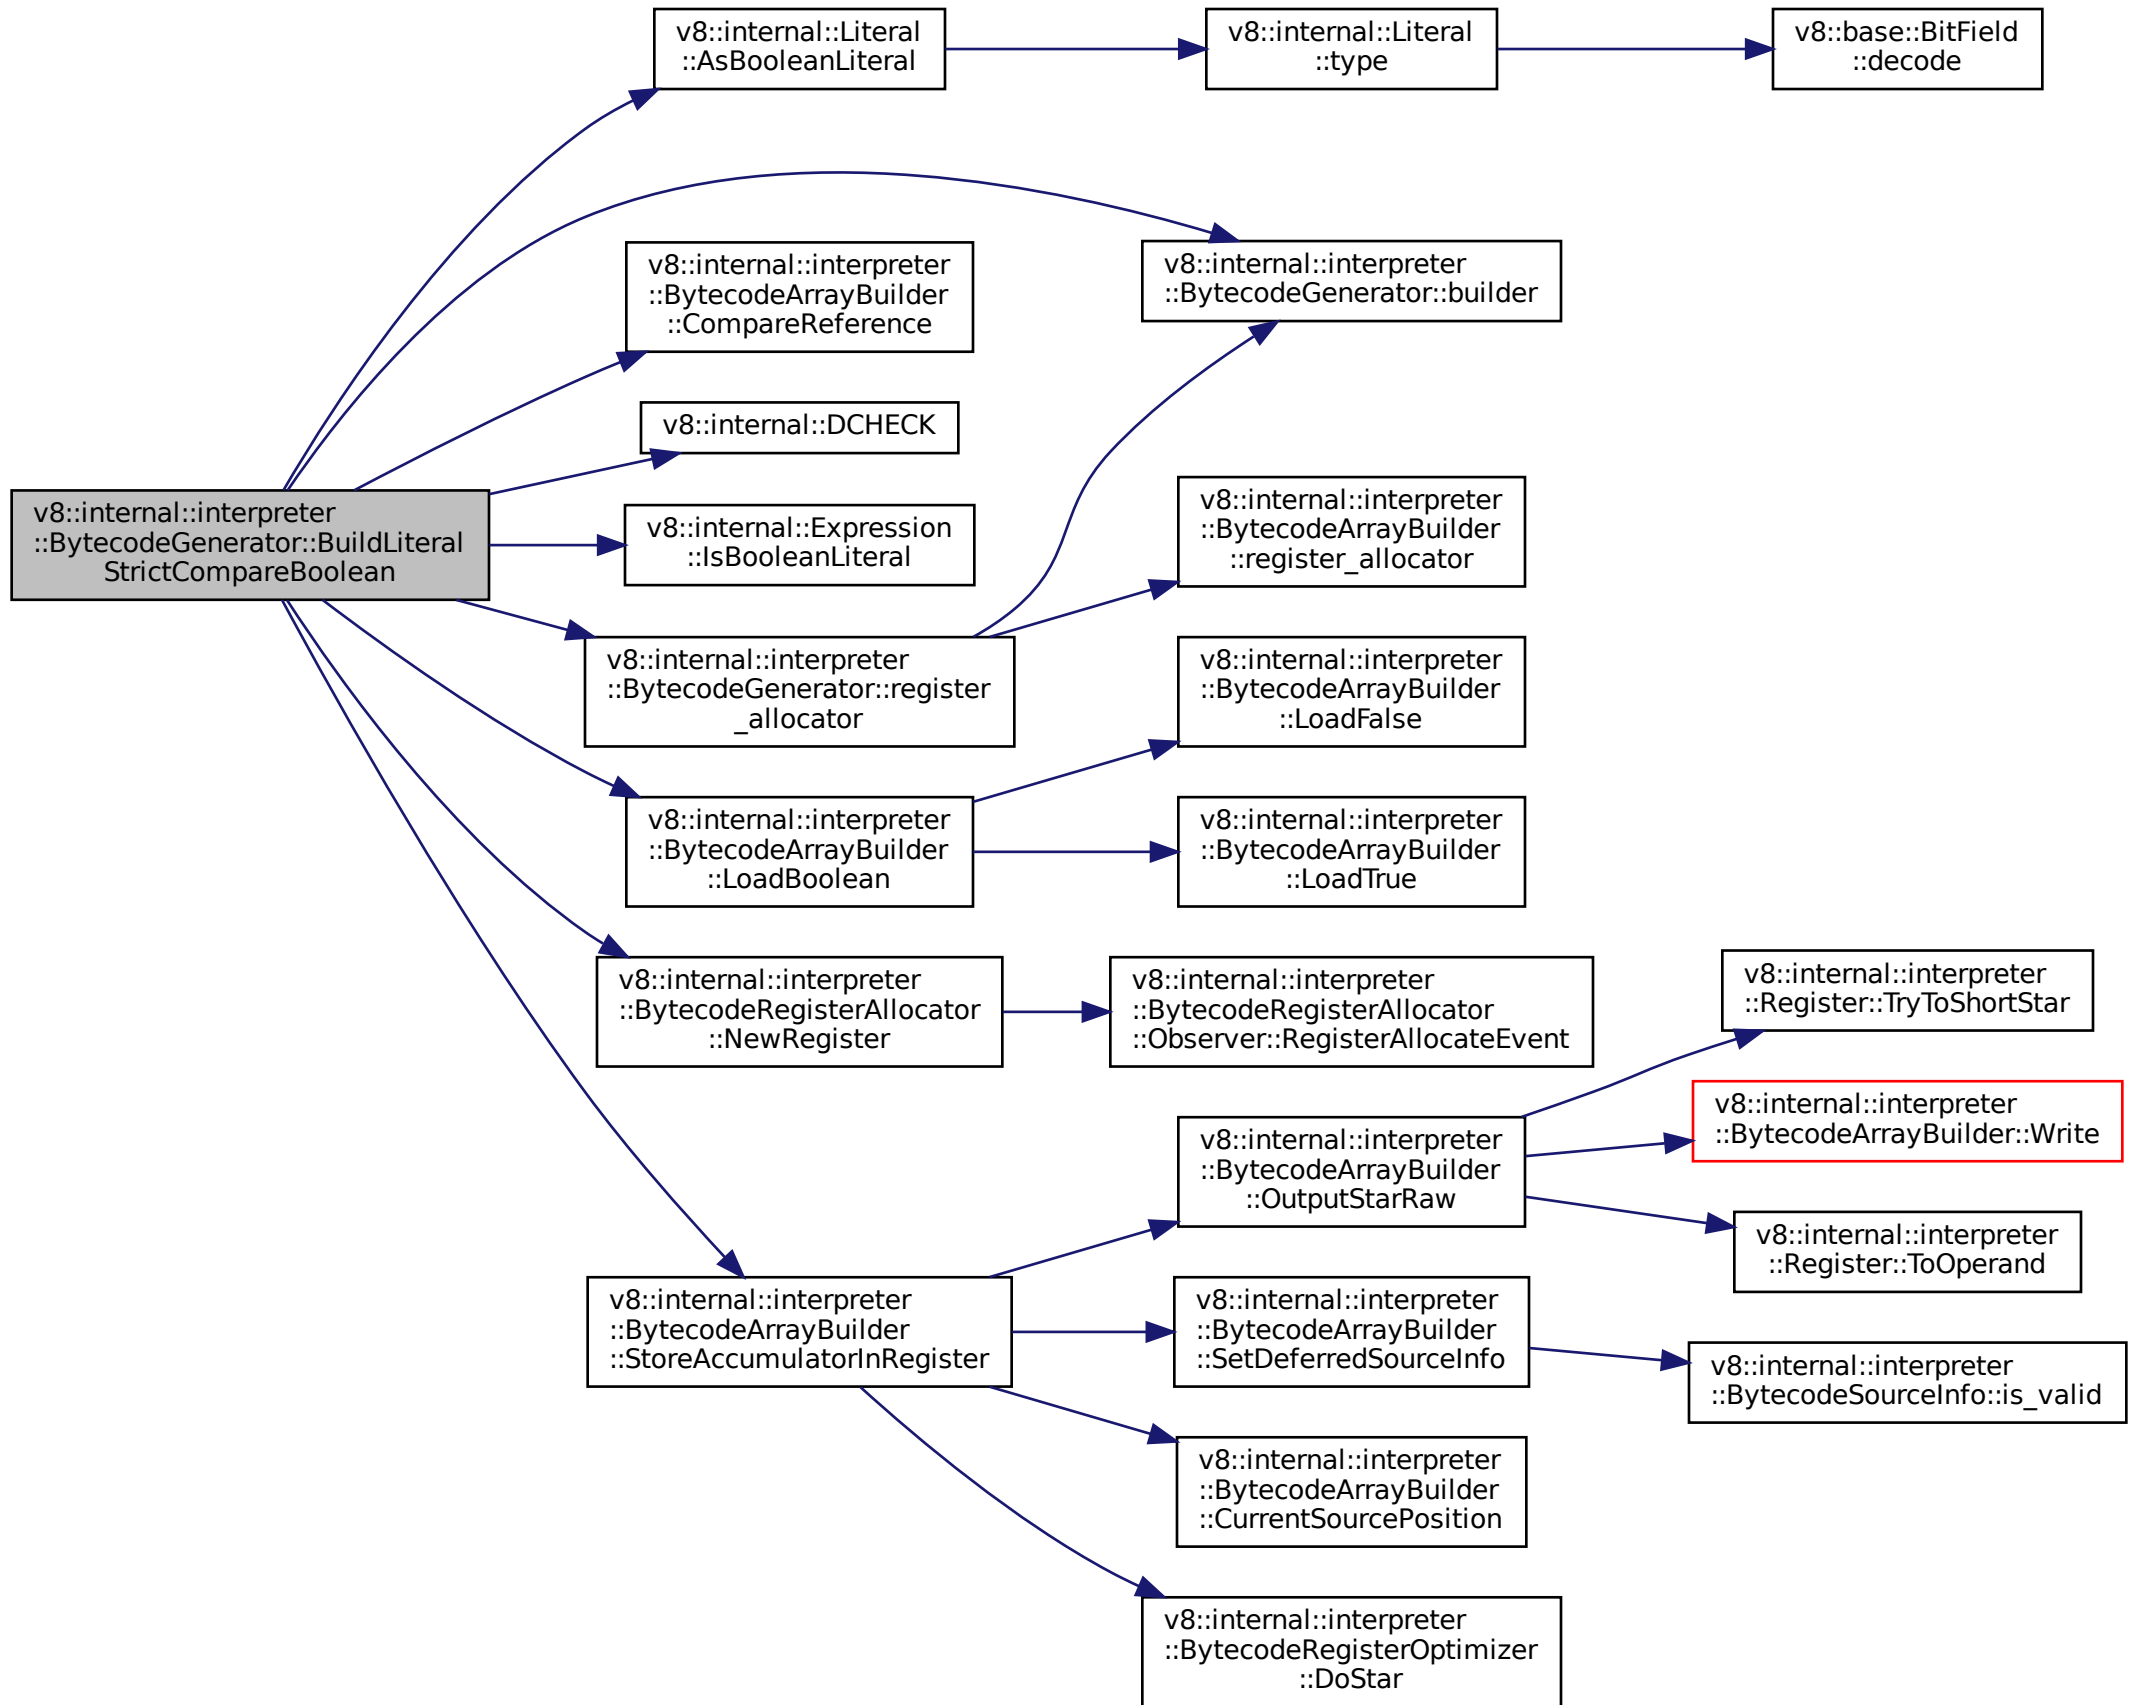 v8::internal::Literal
::AsBooleanLiteral
v8::internal::Literal
::type
v8::base::BitField
::decode
v8::internal::interpreter
::BytecodeArrayBuilder
::CompareReference
v8::internal::interpreter
::BytecodeGenerator::builder
v8::internal::DCHECK
v8::internal::interpreter
::BytecodeGenerator::BuildLiteral
StrictCompareBoolean
v8::internal::Expression
::IsBooleanLiteral
v8::internal::interpreter
::BytecodeArrayBuilder
::register_allocator
v8::internal::interpreter
::BytecodeGenerator::register
_allocator
v8::internal::interpreter
::BytecodeArrayBuilder
::LoadFalse
v8::internal::interpreter
::BytecodeArrayBuilder
::LoadBoolean
v8::internal::interpreter
::BytecodeArrayBuilder
::LoadTrue
v8::internal::interpreter
::BytecodeRegisterAllocator
::NewRegister
v8::internal::interpreter
::BytecodeRegisterAllocator
::Observer::RegisterAllocateEvent
v8::internal::interpreter
::Register::TryToShortStar
v8::internal::interpreter
::BytecodeArrayBuilder::Write
v8::internal::interpreter
::BytecodeArrayBuilder
::OutputStarRaw
v8::internal::interpreter
::Register::ToOperand
v8::internal::interpreter
::BytecodeArrayBuilder
::StoreAccumulatorInRegister
v8::internal::interpreter
::BytecodeArrayBuilder
::SetDeferredSourceInfo
v8::internal::interpreter
::BytecodeSourceInfo::is_valid
v8::internal::interpreter
::BytecodeArrayBuilder
::CurrentSourcePosition
v8::internal::interpreter
::BytecodeRegisterOptimizer
::DoStar